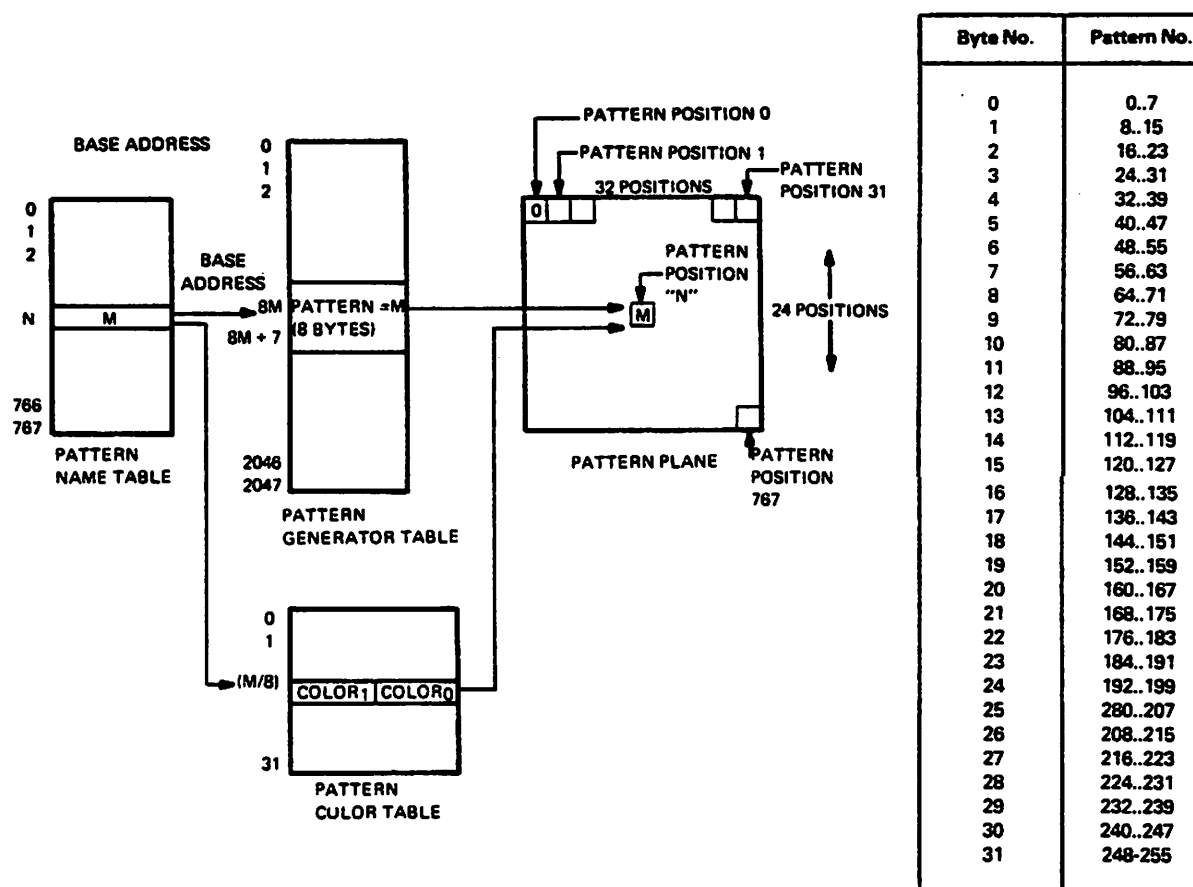 BASE ADDRESS
0
1
2
N
M
766
767
PATTERN
NAME TABLE
BASE
ADDRESS
0
1
2
8M
8M + 7
PATTERN =M
(8 BYTES)
2046
2047
PATTERN
GENERATOR TABLE
(M/8)
0
1
COLOR1
COLOR0
31
PATTERN
CULOR TABLE
PATTERN POSITION 0
PATTERN POSITION 1
32 POSITIONS
PATTERN
POSITION 31
0
PATTERN
POSITION
"N"
M
24 POSITIONS
PATTERN PLANE
PATTERN
POSITION
767
Byte No. Pattern No.
0 0..7
1 8..15
2 16..23
3 24..31
4 32..39
5 40..47
6 48..55
7 56..63
8 64..71
9 72..79
10 80..87
11 88..95
12 96..103
13 104..111
14 112..119
15 120..127
16 128..135
17 136..143
18 144..151
19 152..159
20 160..167
21 168..175
22 176..183
23 184..191
24 192..199
25 280..207
26 208..215
27 216..223
28 224..231
29 232..239
30 240..247
31 248-255